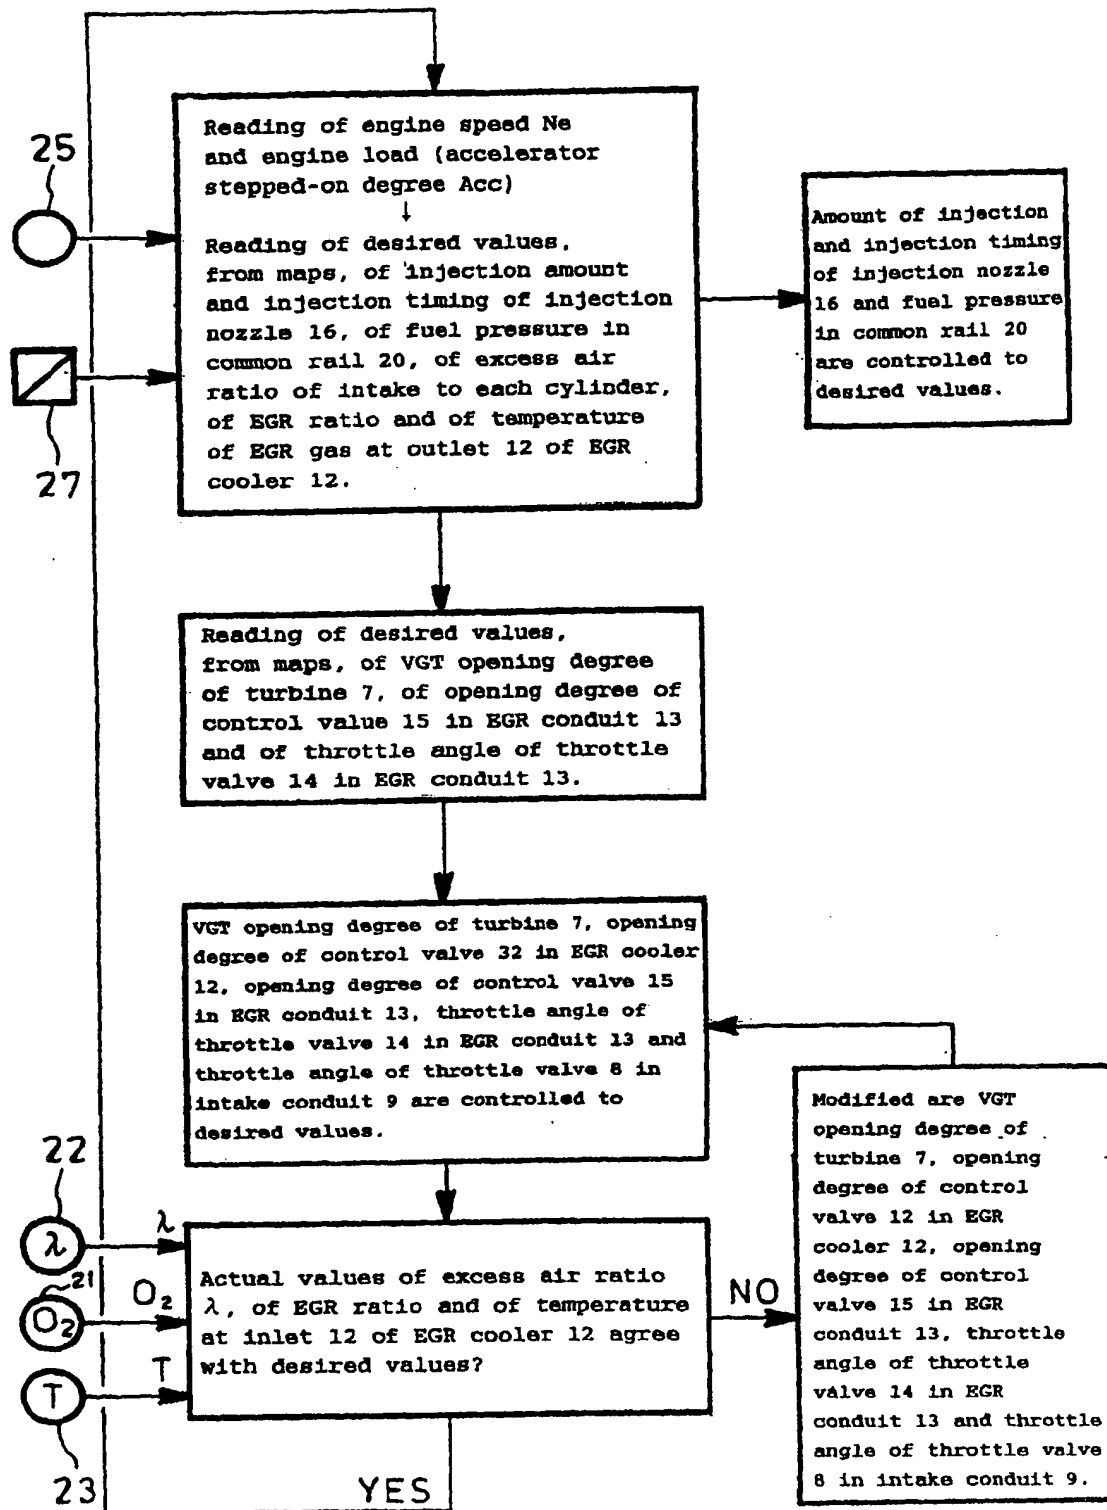 25
27
Reading of engine speed Ne
and engine load (accelerator
stepped-on degree Acc)
↓
Reading of desired values,
from maps, of injection amount
and injection timing of injection
nozzle 16, of fuel pressure in
common rail 20, of excess air
ratio of intake to each cylinder,
of EGR ratio and of temperature
of EGR gas at outlet 12 of EGR
cooler 12.
Amount of injection
and injection timing
of injection nozzle
16 and fuel pressure
in common rail 20
are controlled to
desired values.
Reading of desired values,
from maps, of VGT opening degree
of turbine 7, of opening degree of
control value 15 in EGR conduit 13
and of throttle angle of throttle
valve 14 in EGR conduit 13.
VGT opening degree of turbine 7, opening
degree of control valve 32 in EGR cooler
12, opening degree of control valve 15
in EGR conduit 13, throttle angle of
throttle valve 14 in EGR conduit 13 and
throttle angle of throttle valve 8 in
intake conduit 9 are controlled to
desired values.
22
λ
λ
21
O₂
O₂
T
T
23
Actual values of excess air ratio
λ, of EGR ratio and of temperature
at inlet 12 of EGR cooler 12 agree
with desired values?
NO
YES
Modified are VGT
opening degree of
turbine 7, opening
degree of control
valve 12 in EGR
cooler 12, opening
degree of control
valve 15 in EGR
conduit 13, throttle
angle of throttle
valve 14 in EGR
conduit 13 and throttle
angle of throttle valve
8 in intake conduit 9.